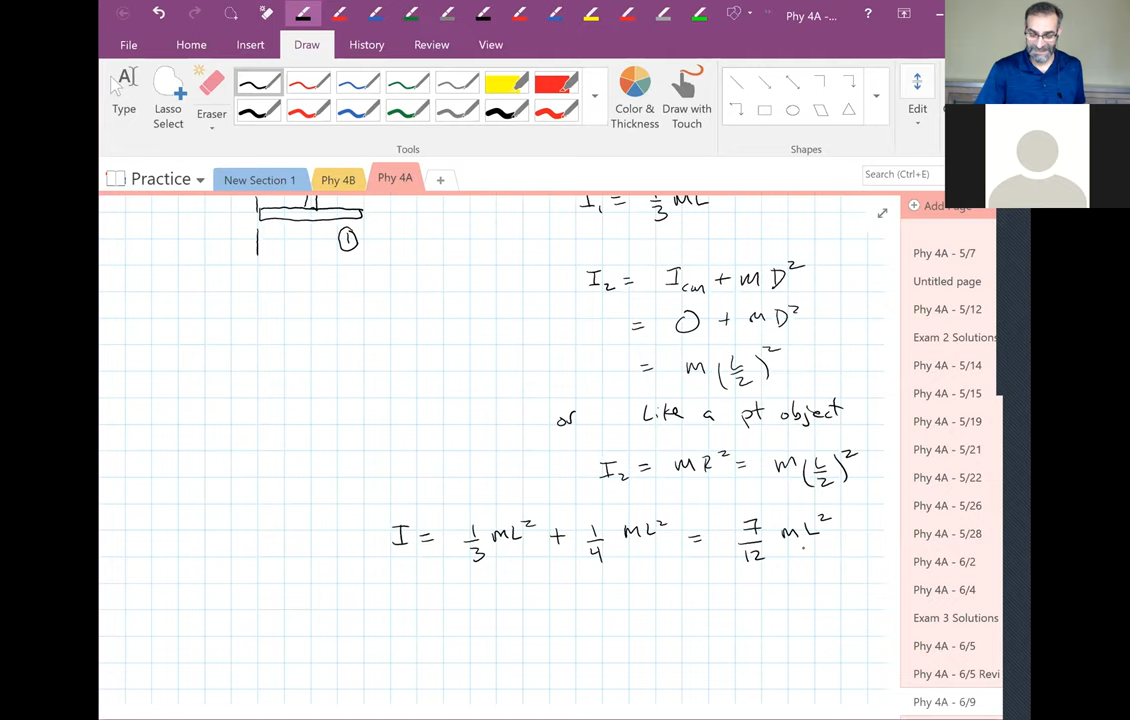 Phy 4A -...
?
File
Home
Insert
Draw
History
Review
View
Type
Lasso
Select
Eraser
Color &
Thickness
Draw with
Touch
Edit
Tools
Shapes
Practice
New Section 1
Phy 4B
Phy 4A
+
Search (Ctrl+E)
Add Page
Phy 4A - 5/7
Untitled page
Phy 4A - 5/12
Exam 2 Solutions
Phy 4A - 5/14
Phy 4A - 5/15
Phy 4A - 5/19
Phy 4A - 5/21
Phy 4A - 5/22
Phy 4A - 5/26
Phy 4A - 5/28
Phy 4A - 6/2
Phy 4A - 6/4
Exam 3 Solutions
Phy 4A - 6/5
Phy 4A - 6/5 Revi
Phy 4A - 6/9
1
I₁ = 1/3 mL
I₂ = I_cm + m D²
= 0 + m D²
= m (L/2)²
or Like a pt object
I₂ = m R² = m (L/2)²
I = 1/3 mL² + 1/4 mL² = 7/12 mL²